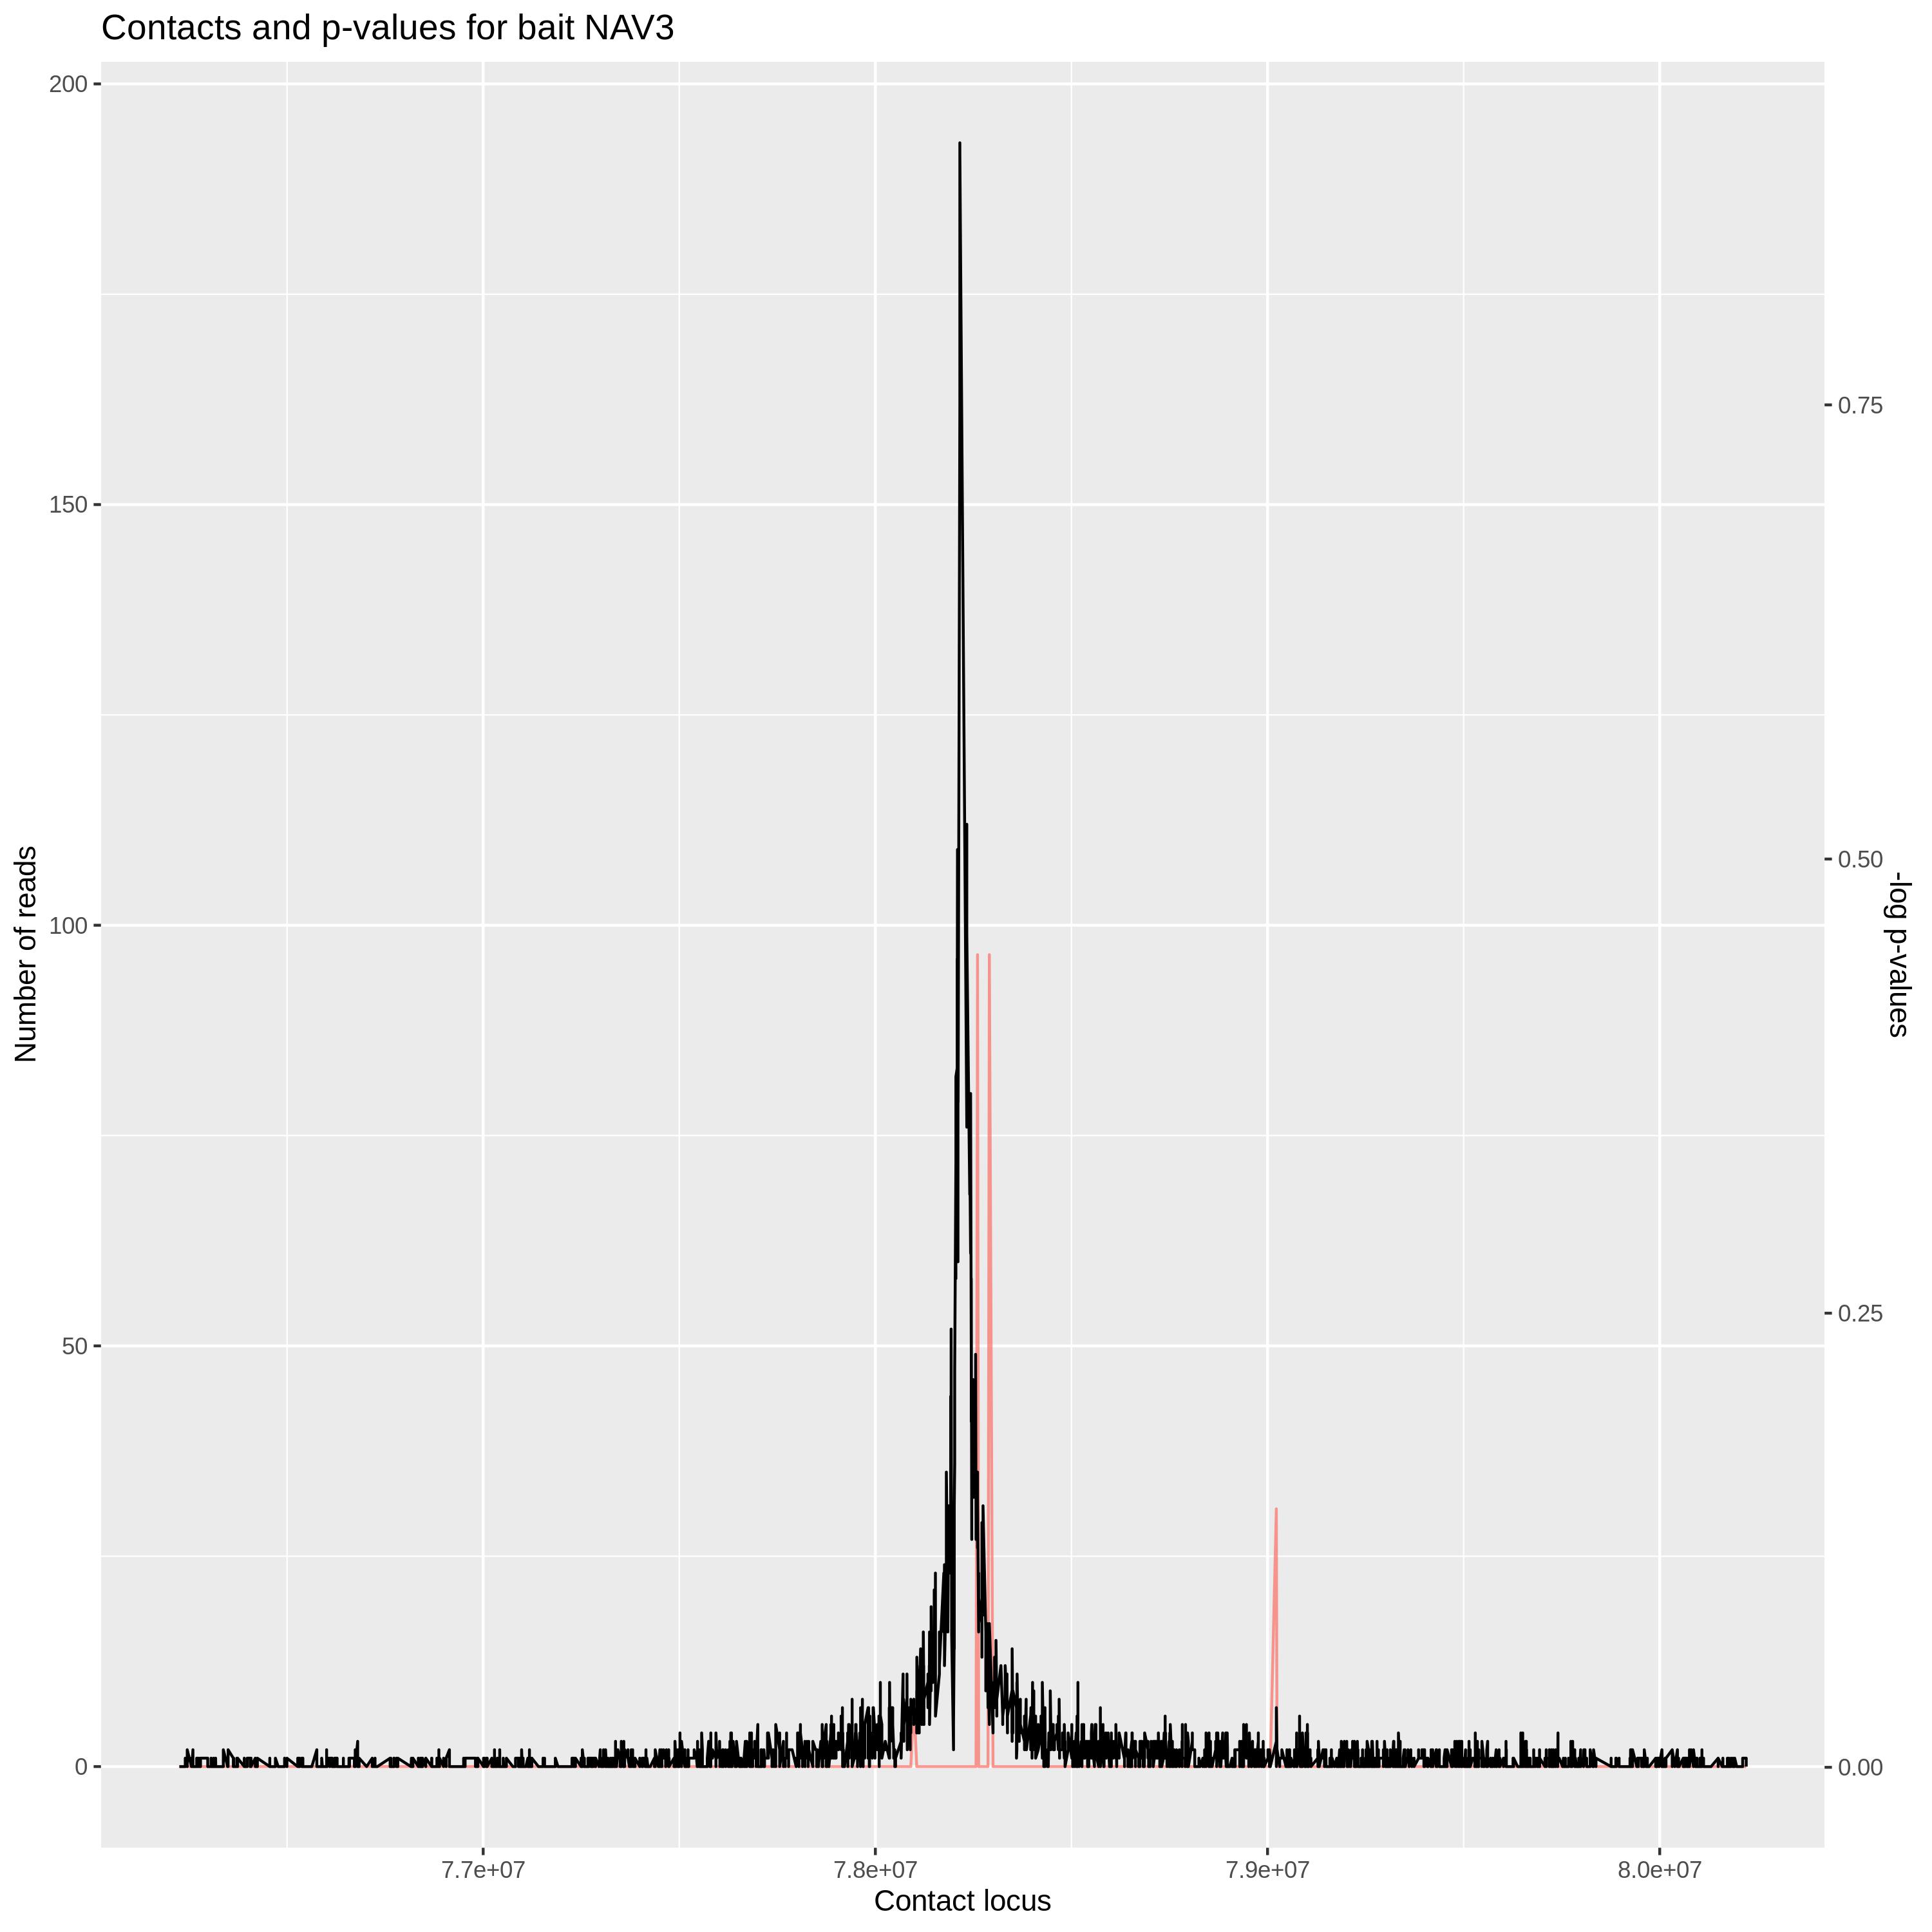 Contacts and p-values for bait NAV3
200
150
100
50
0
Number of reads
0.75
0.50
0.25
0.00
-log p-values
7.7e+07
7.8e+07
7.9e+07
8.0e+07
Contact locus